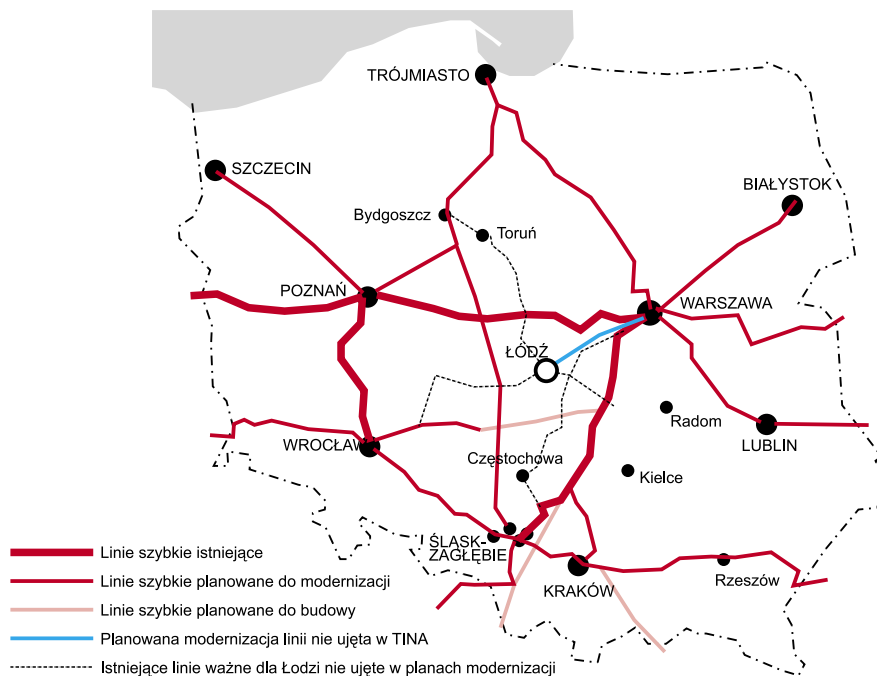 TRÓJMIASTO
SZCZECIN
BIAŁYSTOK
Bydgoszcz
Toruń
POZNAŃ
WARSZAWA
ŁÓDŹ
Radom
WROCŁAW
LUBLIN
Częstochowa
Kielce
ŚLĄSK-
ZAGŁĘBIE
KRAKÓW
Rzeszów
Linie szybkie istniejące
Linie szybkie planowane do modernizacji
Linie szybkie planowane do budowy
Planowana modernizacja linii nie ujęta w TINA
Istniejące linie ważne dla Łodzi nie ujęte w planach modernizacji